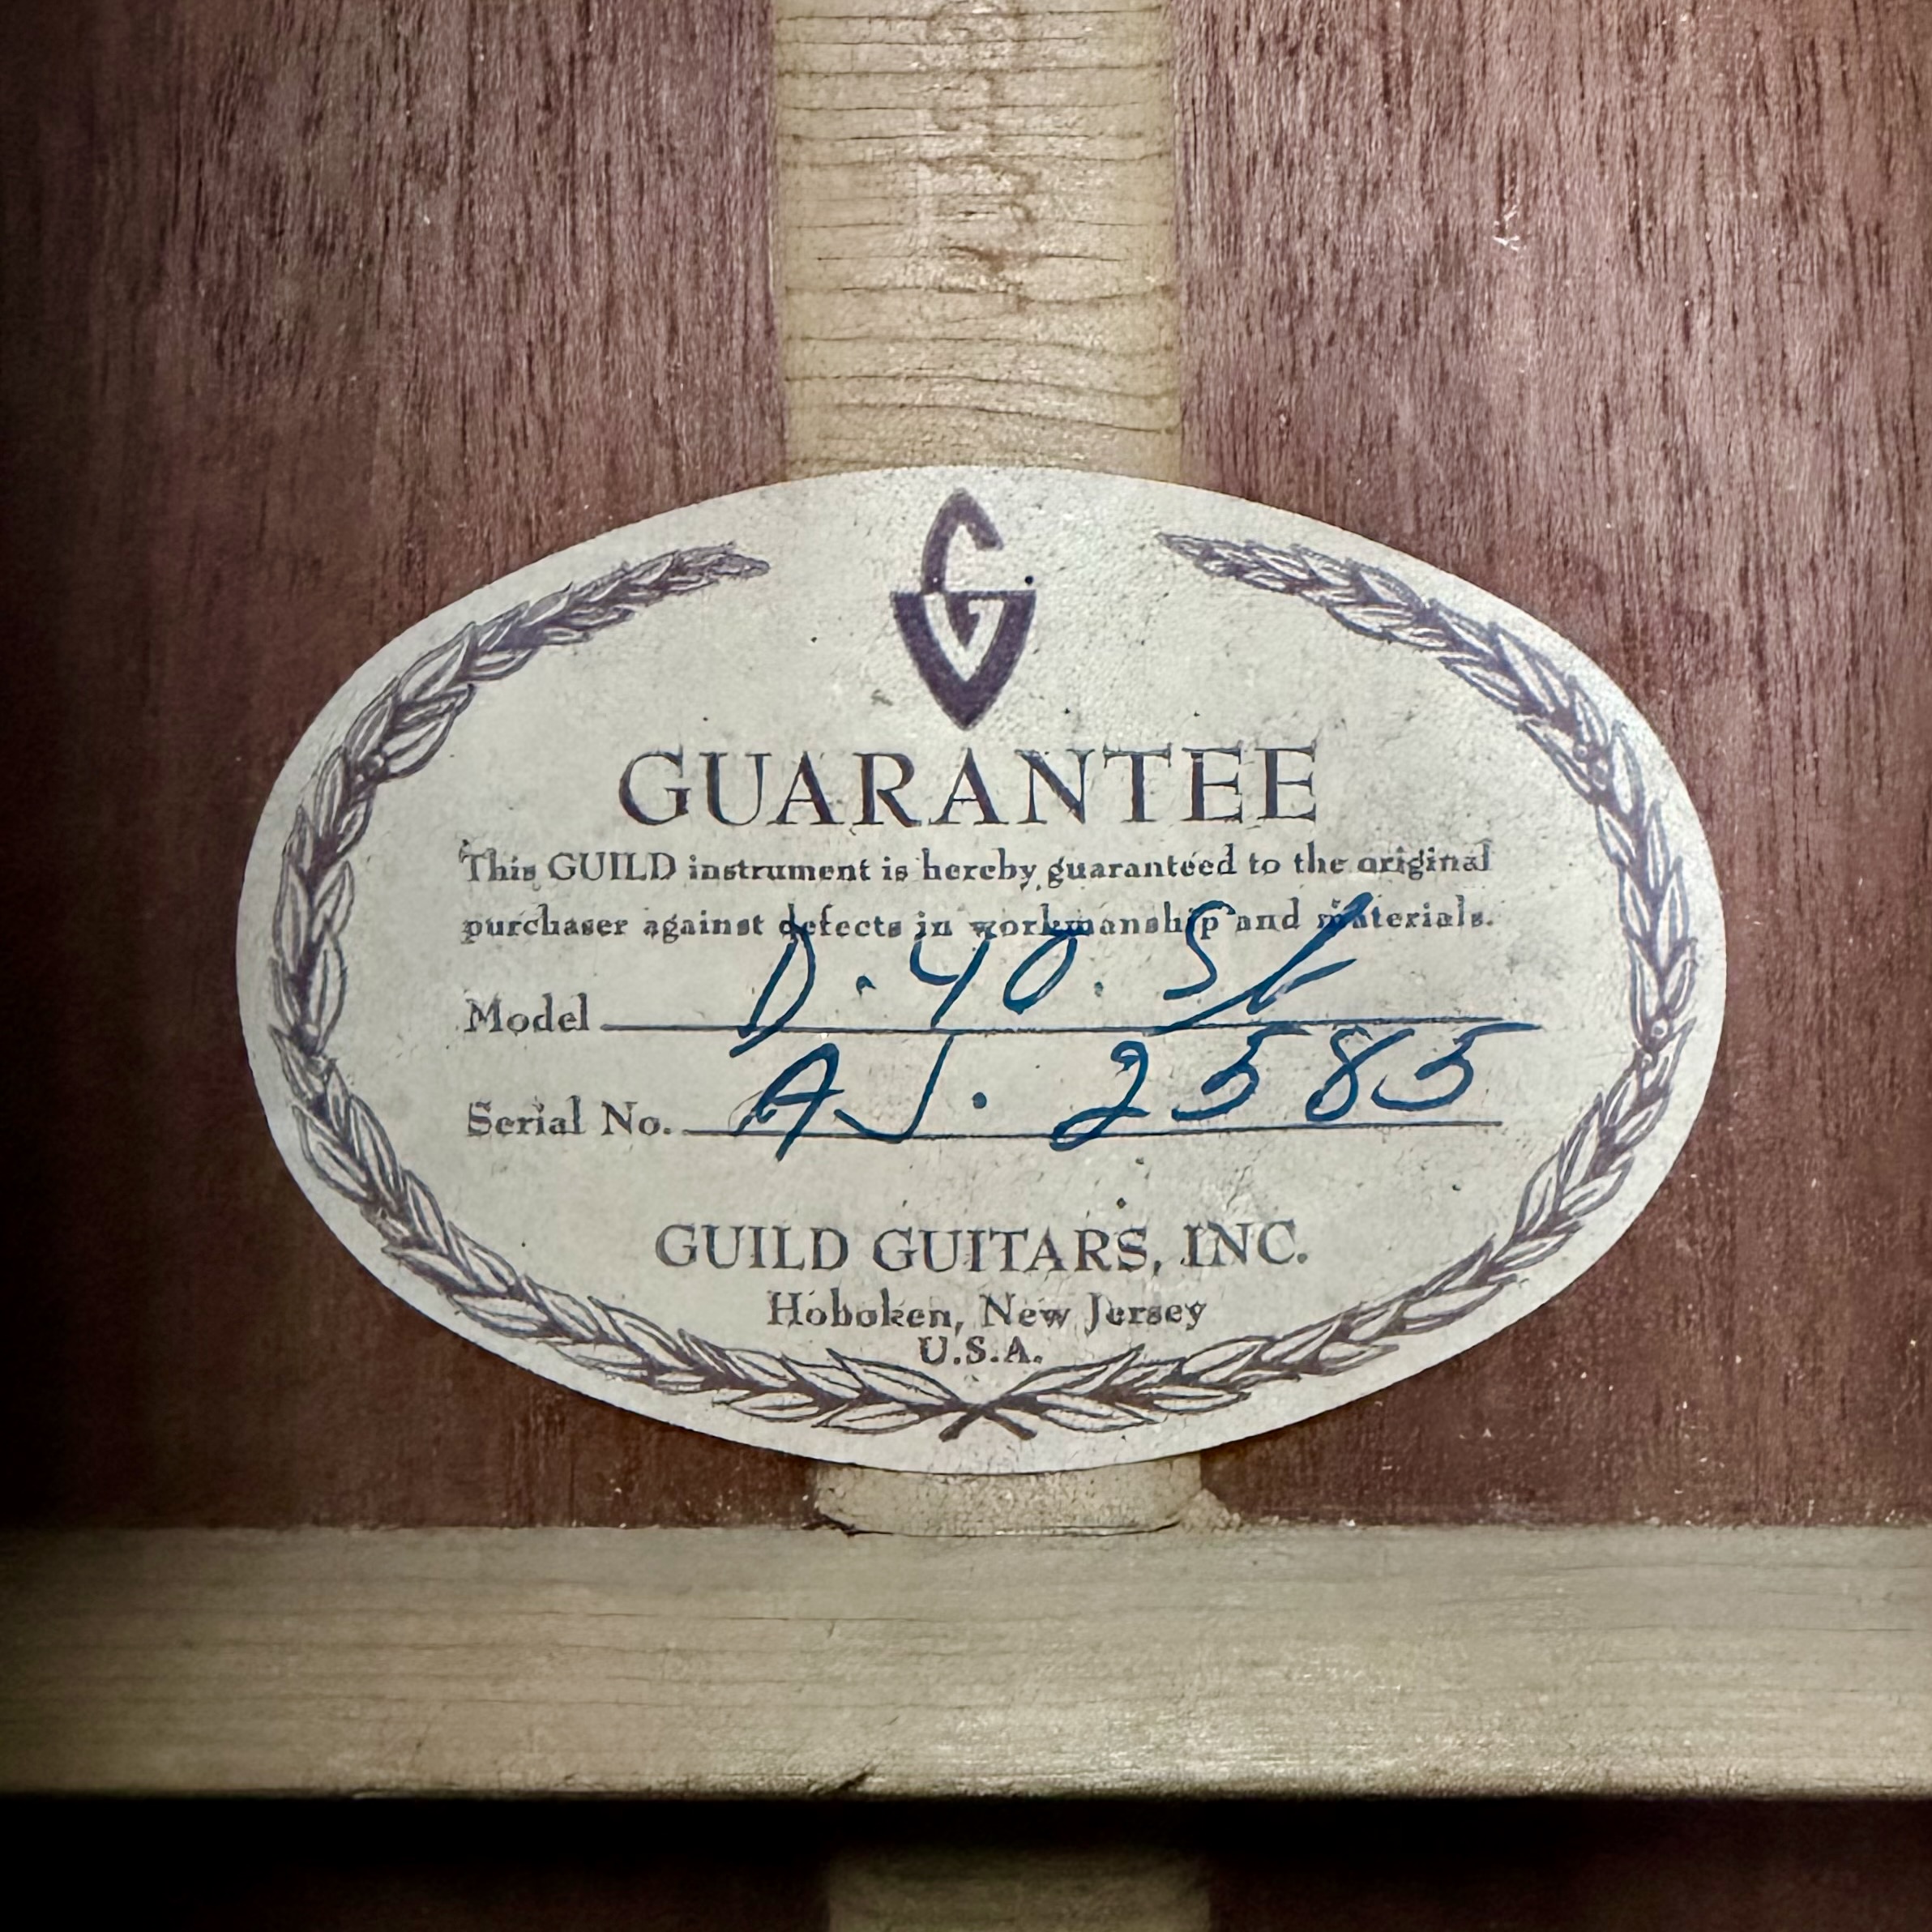 G
GUARANTEE
This GUILD instrument is hereby guaranteed to the original
purchaser against defects in workmanship and materials.
Model D.40.
Serial No. AJ. 2585
GUILD GUITARS, INC.
Hoboken, New Jersey
U.S.A.